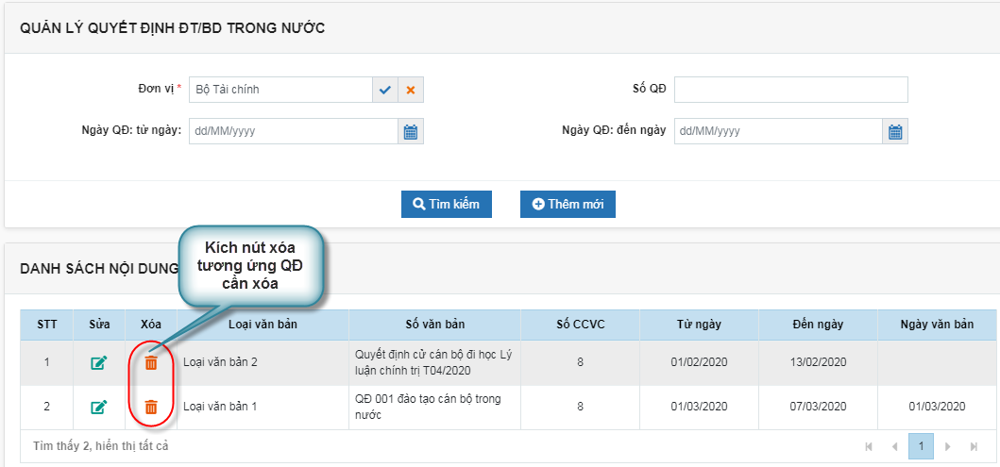 QUẢN LÝ QUYẾT ĐỊNH ĐT/BD TRONG NƯỚC
Đơn vị * Bộ Tài chính Số QĐ
Ngày QĐ: từ ngày: dd/MM/yyyy Ngày QĐ: đến ngày dd/MM/yyyy
Tìm kiếm Thêm mới
Kích nút xóa
tương ứng QĐ
cần xóa
DANH SÁCH NỘI DUNG
STT Sửa Xóa Loại văn bản Số văn bản Số CCVC Từ ngày Đến ngày Ngày văn bản
1 Loại văn bản 2 Quyết định cử cán bộ đi học Lý
luận chính trị T04/2020 8 01/02/2020 13/02/2020
2 Loại văn bản 1 QĐ 001 đào tạo cán bộ trong
nước 8 01/03/2020 07/03/2020 01/03/2020
Tìm thấy 2, hiển thị tất cả 1